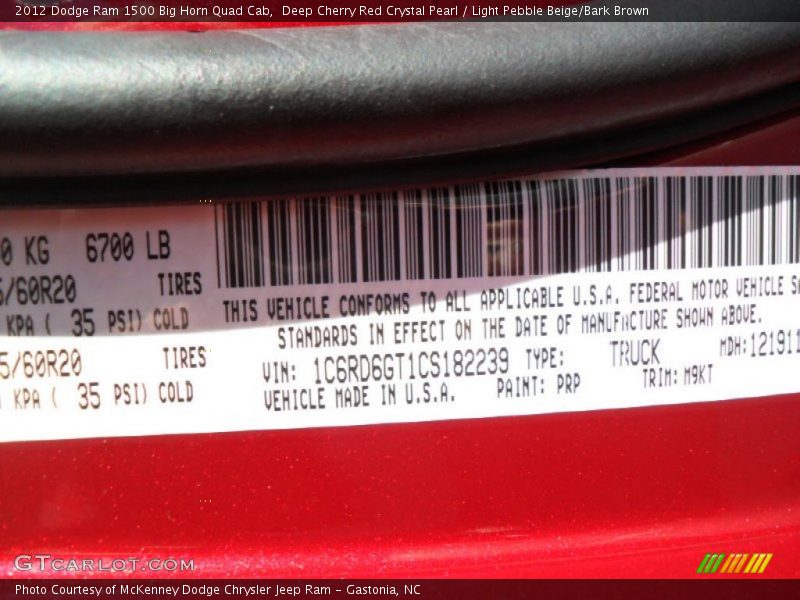 2012 Dodge Ram 1500 Big Horn Quad Cab, Deep Cherry Red Crystal Pearl / Light Pebble Beige/Bark Brown
0 KG 6700 LB
5/60R20 TIRES
KPA ( 35 PSI) COLD
5/60R20 TIRES
KPA ( 35 PSI) COLD
THIS VEHICLE CONFORMS TO ALL APPLICABLE U.S.A. FEDERAL MOTOR VEHICLE S
STANDARDS IN EFFECT ON THE DATE OF MANUFACTURE SHOWN ABOVE.
VIN: 1C6RD6GT1CS182239 TYPE: TRUCK MDH: 121911
VEHICLE MADE IN U.S.A. PAINT: PRP TRIM: M9KT
GTCARLOT.COM
Photo Courtesy of McKenney Dodge Chrysler Jeep Ram - Gastonia, NC